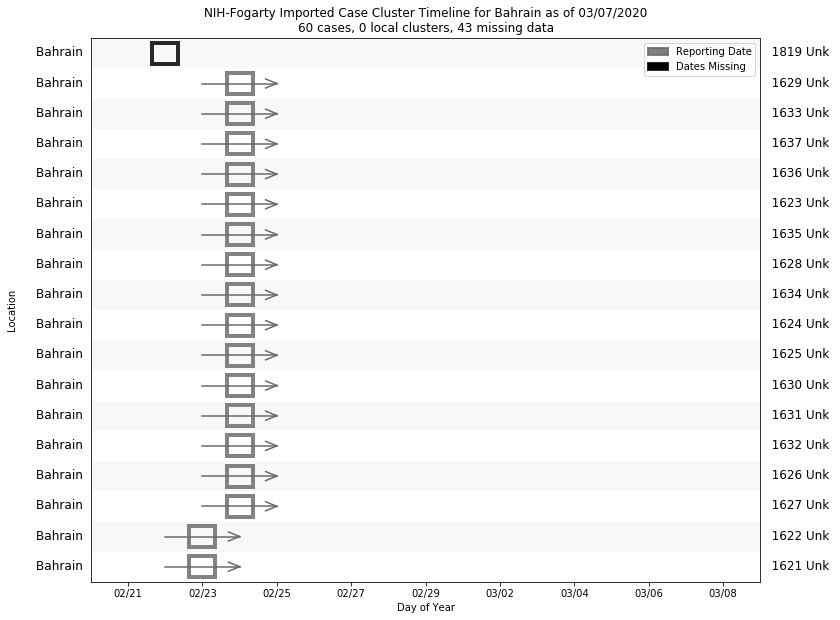 NIH-Fogarty Imported Case Cluster Timeline for Bahrain as of 03/07/2020
60 cases, 0 local clusters, 43 missing data
Reporting Date
Dates Missing
Bahrain 1819 Unk
Bahrain 1629 Unk
Bahrain 1633 Unk
Bahrain 1637 Unk
Bahrain 1636 Unk
Bahrain 1623 Unk
Bahrain 1635 Unk
Bahrain 1628 Unk
Bahrain 1634 Unk
Bahrain 1624 Unk
Bahrain 1625 Unk
Bahrain 1630 Unk
Bahrain 1631 Unk
Bahrain 1632 Unk
Bahrain 1626 Unk
Bahrain 1627 Unk
Bahrain 1622 Unk
Bahrain 1621 Unk
Location
02/21 02/23 02/25 02/27 02/29 03/02 03/04 03/06 03/08
Day of Year